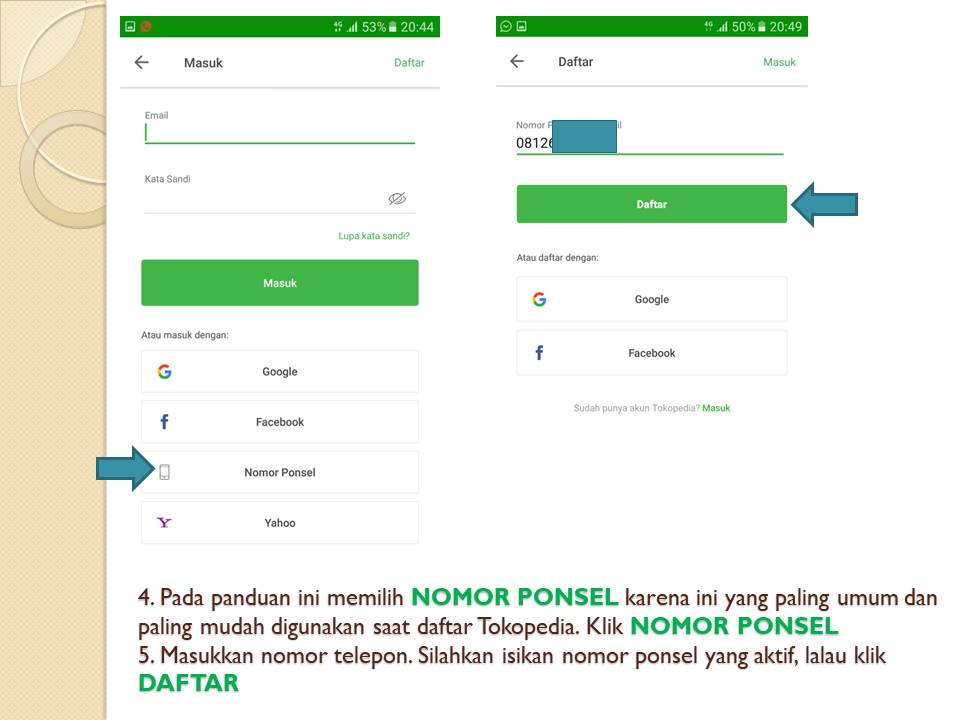 4G 53% 20:44
Masuk
Daftar
Email
Kata Sandi
Lupa kata sandi?
Masuk
Atau masuk dengan:
Google
Facebook
Nomor Ponsel
Yahoo
4G 50% 20:49
Daftar
Masuk
Nomor
08126
Daftar
Atau daftar dengan:
Google
Facebook
Sudah punya akun Tokopedia? Masuk
4. Pada panduan ini memilih NOMOR PONSEL karena ini yang paling umum dan
paling mudah digunakan saat daftar Tokopedia. Klik NOMOR PONSEL
5. Masukkan nomor telepon. Silahkan isikan nomor ponsel yang aktif, lalau klik
DAFTAR